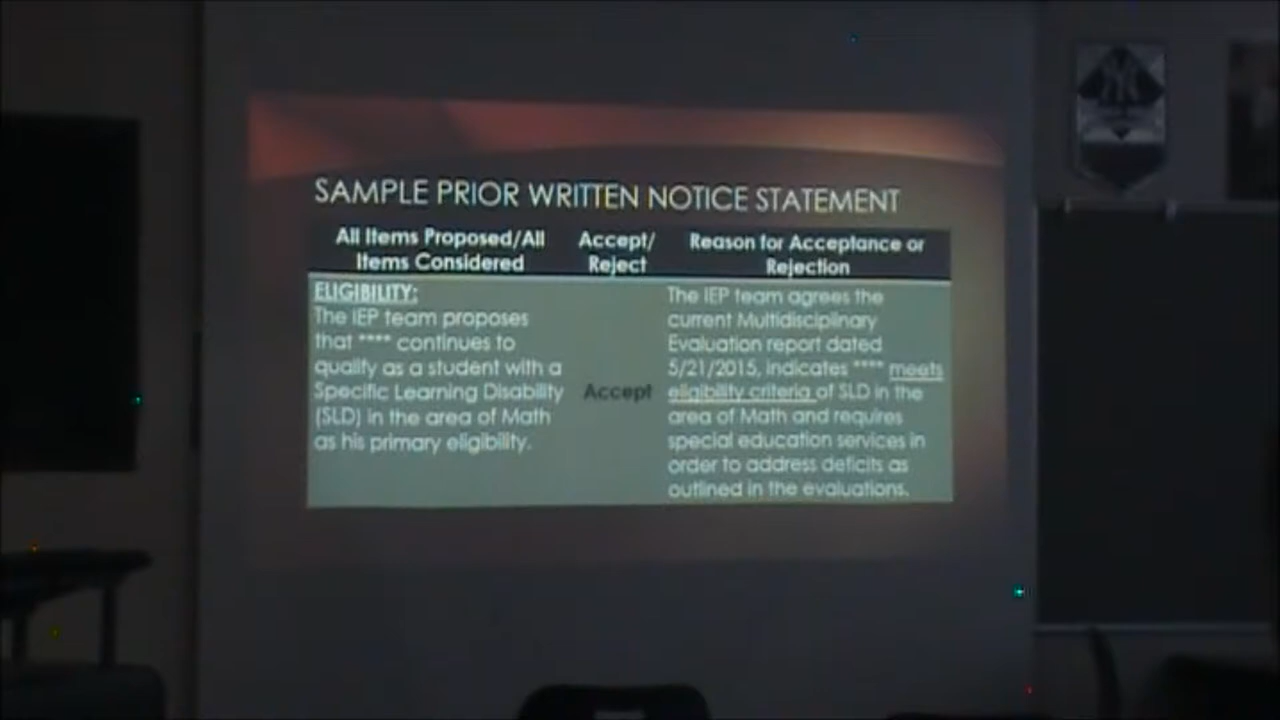 SAMPLE PRIOR WRITTEN NOTICE STATEMENT
All Items Proposed/All
Items Considered
Accept/
Reject
Reason for Acceptance or
Rejection
ELIGIBILITY:
The IEP team proposes
that **** continues to
qualify as a student with a
Specific Learning Disability
(SLD) in the area of Math
as his primary eligibility.
Accept
The IEP team agrees the
current Multidisciplinary
Evaluation report dated
5/21/2015, indicates **** meets
eligibility criteria of SLD in the
area of Math and requires
special education services in
order to address deficits as
outlined in the evaluations.